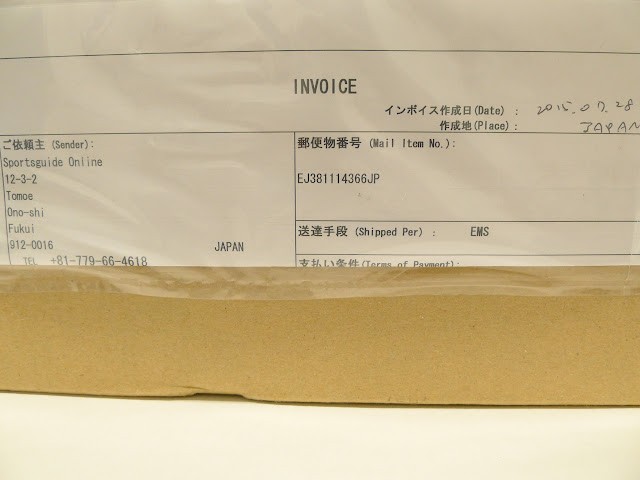 INVOICE
インボイス作成日(Date) : 2015.07.28
作成地(Place): JAPAN
ご依頼主 (Sender):
Sportsguide Online
12-3-2
Tomoe
Ono-shi
Fukui
912-0016 JAPAN
TEL +81-779-66-4618
郵便物番号 (Mail Item No.):
EJ381114366JP
送達手段 (Shipped Per) : EMS
支払い条件(Terms of Payment):